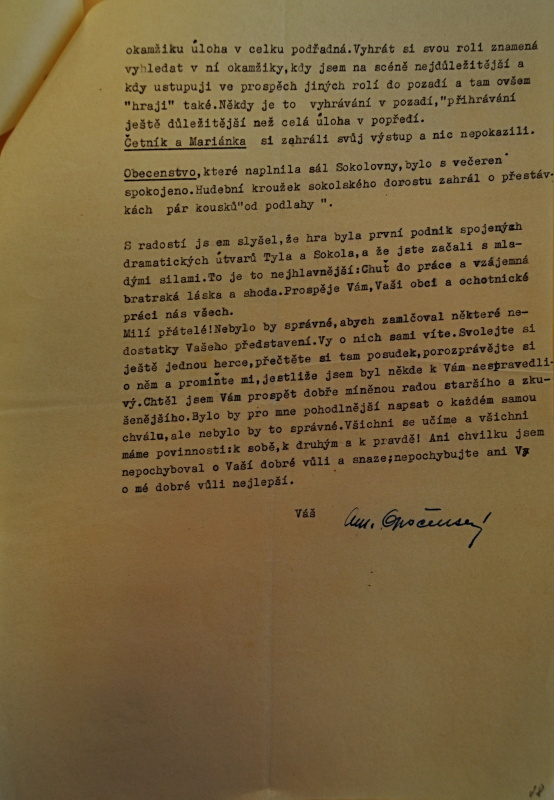 okamžiku úloha v celku podřadná.Vyhrát si svou roli znamená
vyhledat v ní okamžiky,kdy jsem na scéně nejdůležitější a
kdy ustupuji ve prospěch jiných rolí do pozadí a tam ovšem
"hraji" také.Někdy je to vyhrávání v pozadí,"přihrávání
ještě důležitější než celá úloha v popředí.
Četník a Mariánka si zahráli svůj výstup a nic nepokazili.
Obecenstvo,které naplnila sál Sokolovny,bylo s večerem
spokojeno.Hudební kroužek sokolského dorostu zahrál o přestáv-
kách pár kousků"od podlahy ".
S radostí js em slyšel,že hra byla první podnik spojených
dramatických útvarů Tyla a Sokola,a že jste začali s mla-
dými silami.To je to nejhlavnější:Chuť do práce a vzájemná
bratrská láska a shoda.Prospěje Vám,Vaší obci a ochotnické
práci nás všech.
Milí přátelé!Nebylo by správné,abych zamlčoval některé ne-
dostatky Vašeho představení.Vy o nich sami víte.Svolejte si
ještě jednou herce,přečtěte si tam posudek,porozprávějte si
o něm a promiňte mi,jestliže jsem byl někde k Vám nespravedli-
vý.Chtěl jsem Vám prospět dobře míněnou radou staršího a zku-
šenějšího.Bylo by pro mne pohodlnější napsat o každém samou
chválu,ale nebylo by to správné.Všichni se učíme a všichni
máme povinnosti:k sobě,k druhým a k pravdě! Ani chvilku jsem
nepochyboval o Vaší dobré vůli a snaze;nepochybujte ani Vy
o mé dobré vůli nejlepší.
Váš
Opočenský